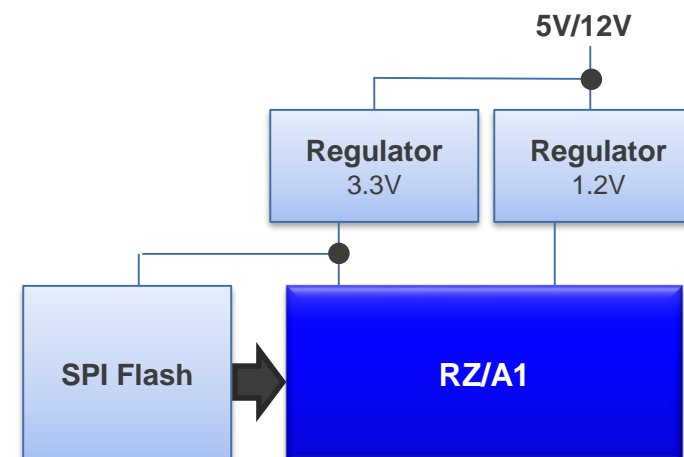 5V/12V
Regulator
3.3V
Regulator
1.2V
SPI Flash
RZ/A1